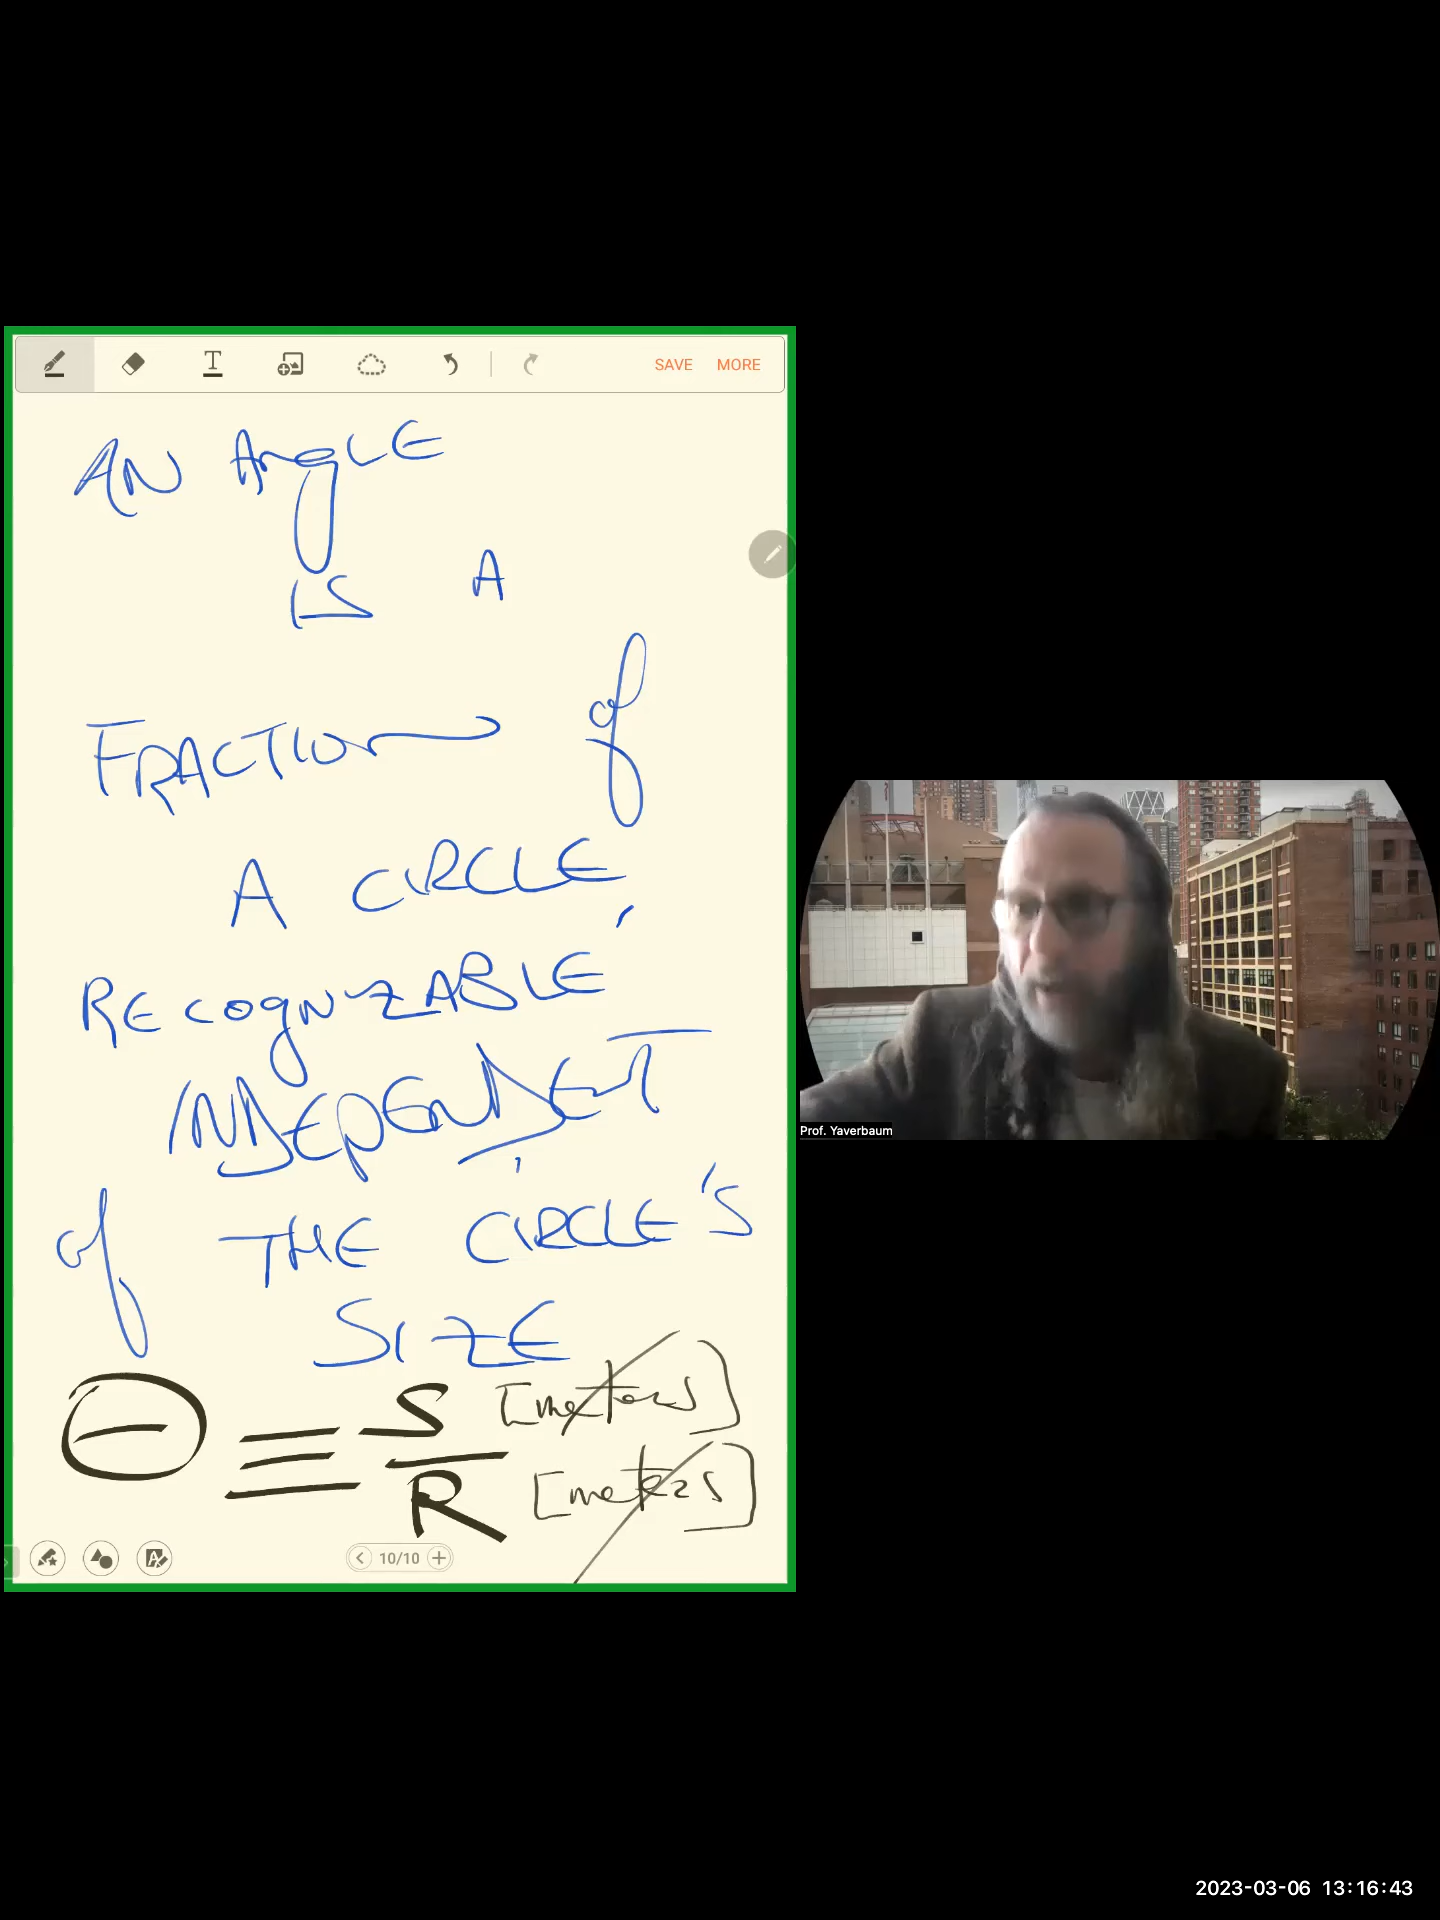 T
SAVE MORE
AN AngLE
IS A
FRACTION of
A CIRCLE,
RECognIZABLE,
INDEPENDENT
of THE CIRCLE'S
SIZE
Θ ≡ S [meters]
R [meters]
10/10
Prof. Yaverbaum
2023-03-06 13:16:43